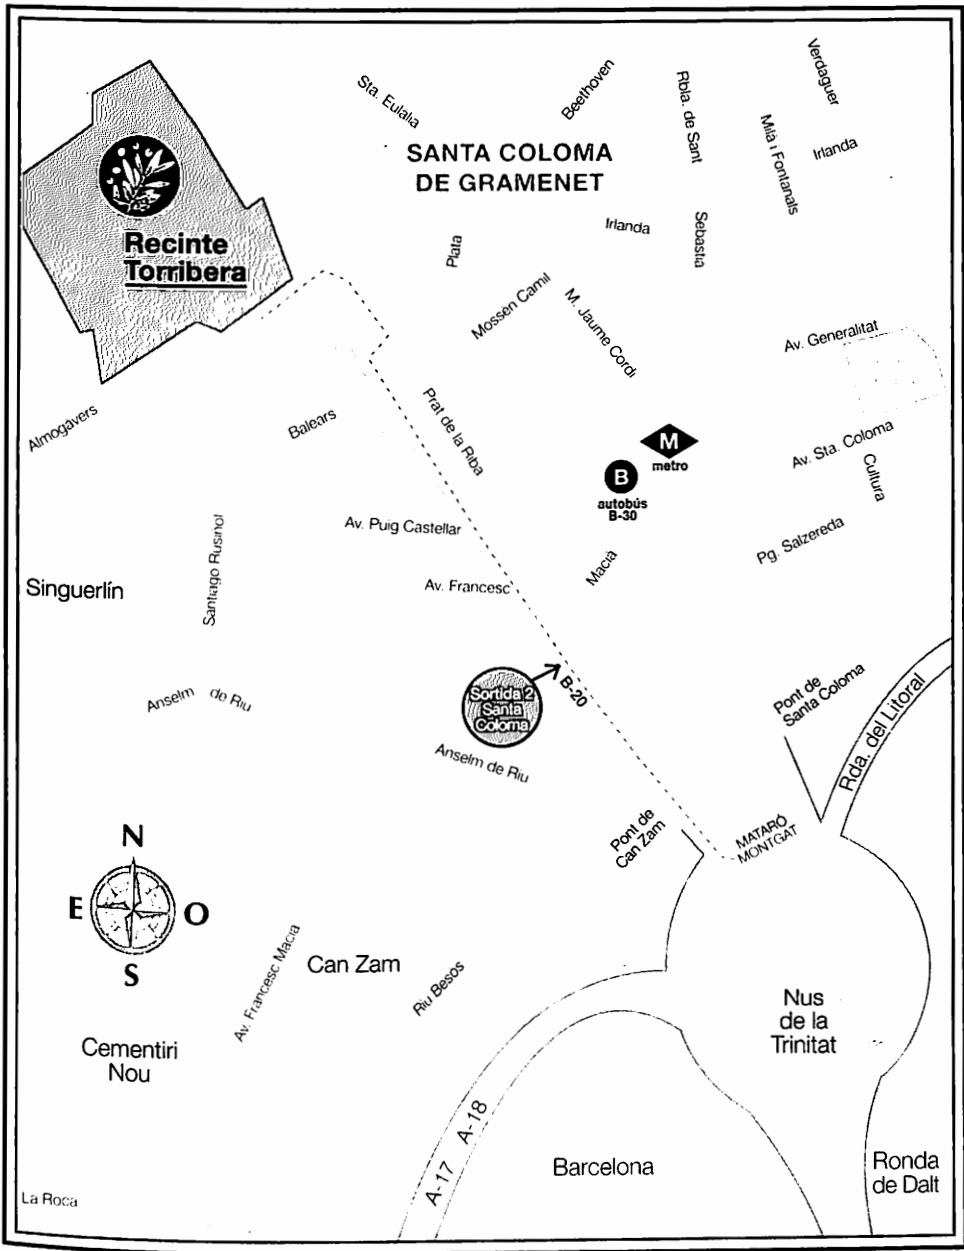 Verdaguer
Sta. Eulalia
Beethoven
Rbla. de Sant
Milà i Fontanals
Irlanda
SANTA COLOMA
DE GRAMENET
Irlanda
Sebastià
Plata
Recinte
Torribera
Mossèn Camil
M. Jaume Cordi
Av. Generalitat
Almogàvers
Balears
Prat de la Riba
M
metro
B
autobús
B-30
Av. Sta. Coloma
Cultura
Av. Puig Castellar
Pg. Salzereda
Santiago Rusiñol
Singuerlín
Av. Francesc
Macià
Anselm de Riu
Sortida 2
Santa
Coloma
B-20
Anselm de Riu
Pont de
Santa Coloma
Rda. del Litoral
Pont de
Can Zam
MATARÓ
MONTGAT
N
E
O
S
Av. Francesc Macià
Can Zam
Riu Besos
Nus
de la
Trinitat
Cementiri
Nou
A-17 A-18
Barcelona
Ronda
de Dalt
La Roca